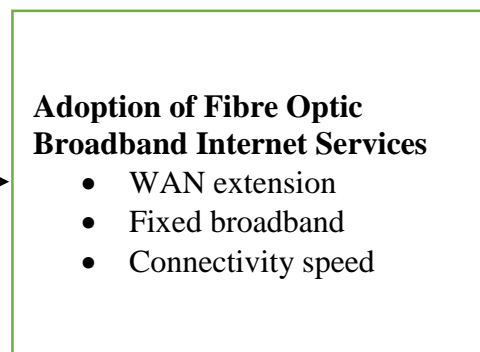 Adoption of Fibre Optic
Broadband Internet Services
• WAN extension
• Fixed broadband
• Connectivity speed